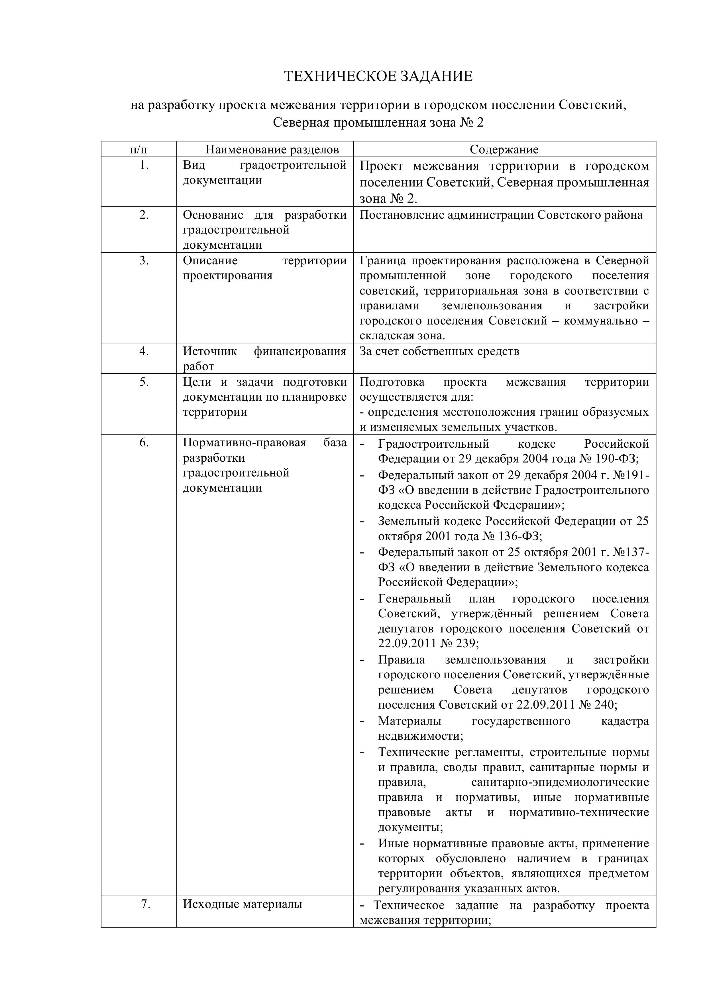 ТЕХНИЧЕСКОЕ ЗАДАНИЕ
на разработку проекта межевания территории в городском поселении Советский,
Северная промышленная зона № 2
п/п Наименование разделов Содержание
1. Вид градостроительной
документации
Проект межевания территории в городском
поселении Советский, Северная промышленная
зона № 2.
2. Основание для разработки
градостроительной
документации
Постановление администрации Советского района
3. Описание территории
проектирования
Граница проектирования расположена в Северной
промышленной зоне городского поселения
советский, территориальная зона в соответствии с
правилами землепользования и застройки
городского поселения Советский – коммунально –
складская зона.
4. Источник финансирования
работ
За счет собственных средств
5. Цели и задачи подготовки
документации по планировке
территории
Подготовка проекта межевания территории
осуществляется для:
- определения местоположения границ образуемых
и изменяемых земельных участков.
6. Нормативно-правовая база
разработки
градостроительной
документации
- Градостроительный кодекс Российской
Федерации от 29 декабря 2004 года № 190-ФЗ;
- Федеральный закон от 29 декабря 2004 г. №191-
ФЗ «О введении в действие Градостроительного
кодекса Российской Федерации»;
- Земельный кодекс Российской Федерации от 25
октября 2001 года № 136-ФЗ;
- Федеральный закон от 25 октября 2001 г. №137-
ФЗ «О введении в действие Земельного кодекса
Российской Федерации»;
- Генеральный план городского поселения
Советский, утверждённый решением Совета
депутатов городского поселения Советский от
22.09.2011 № 239;
- Правила землепользования и застройки
городского поселения Советский, утверждённые
решением Совета депутатов городского
поселения Советский от 22.09.2011 № 240;
- Материалы государственного кадастра
недвижимости;
- Технические регламенты, строительные нормы
и правила, своды правил, санитарные нормы и
правила, санитарно-эпидемиологические
правила и нормативы, иные нормативные
правовые акты и нормативно-технические
документы;
- Иные нормативные правовые акты, применение
которых обусловлено наличием в границах
территории объектов, являющихся предметом
регулирования указанных актов.
7. Исходные материалы
- Техническое задание на разработку проекта
межевания территории;